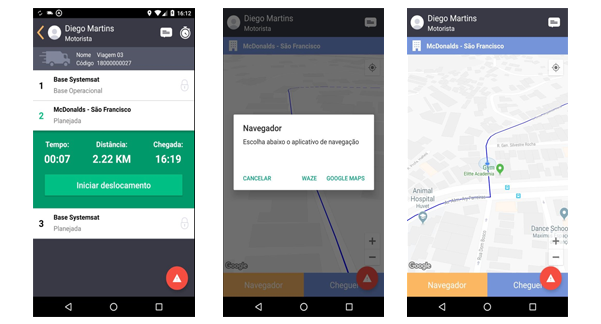 16:12
Diego Martins
Motorista
Nome Viagem 03
Código 18000000027
1 Base Systemsat
Base Operacional
2 McDonalds - São Francisco
Planejada
Tempo: Distância: Chegada:
00:07 2.22 KM 16:19
Iniciar deslocamento
3 Base Systemsat
Planejada
Diego Martins
Motorista
McDonalds - São Francisco
Navegador
Escolha abaixo o aplicativo de navegação
CANCELAR WAZE GOOGLE MAPS
Google
Navegador Cheguei
Diego Martins
Motorista
McDonalds - São Francisco
Gym
Elite Academia
Animal
Hospital
Huvet
Dance School
Google
Navegador Cheguei